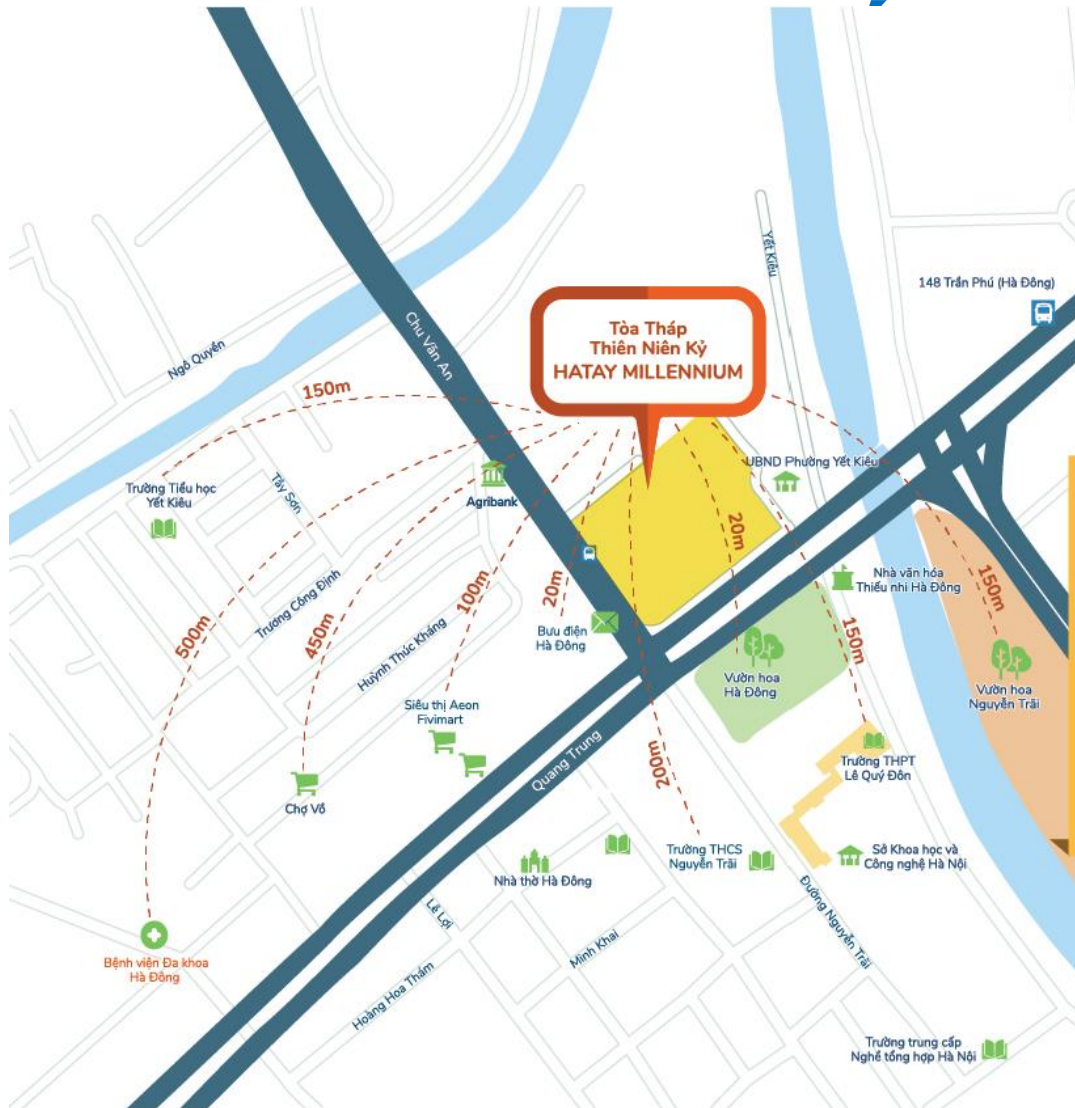 Yết Kiêu
148 Trần Phú (Hà Đông)
Chu Văn An
Tòa Tháp
Thiên Niên Kỷ
HATAY MILLENNIUM
Ngô Quyền
150m
UBND Phường Yết Kiêu
Trường Tiểu học
Yết Kiêu
Tây Sơn
Agribank
20m
Nhà văn hóa
Thiếu nhi Hà Đông
150m
100m
20m
Trương Công Định
450m
500m
Bưu điện
Hà Đông
150m
Huỳnh Thúc Kháng
Vườn hoa
Hà Đông
Vườn hoa
Nguyễn Trãi
Siêu thị Aeon
Fivimart
Quang Trung
200m
Trường THPT
Lê Quý Đôn
Chợ Vồ
Trường THCS
Nguyễn Trãi
Sở Khoa học và
Công nghệ Hà Nội
Nhà thờ Hà Đông
Lê Lợi
Đường Nguyễn Trãi
Minh Khai
Bệnh viện Đa khoa
Hà Đông
Hoàng Hoa Thám
Trường trung cấp
Nghề tổng hợp Hà Nội